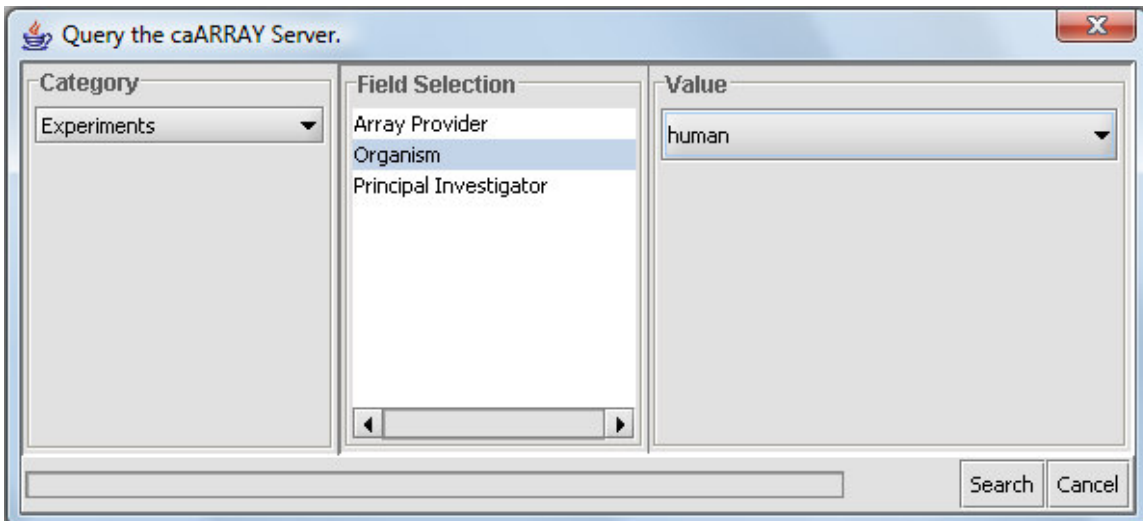 Query the caARRAY Server.
Category
Experiments
Field Selection
Array Provider
Organism
Principal Investigator
Value
human
Search
Cancel